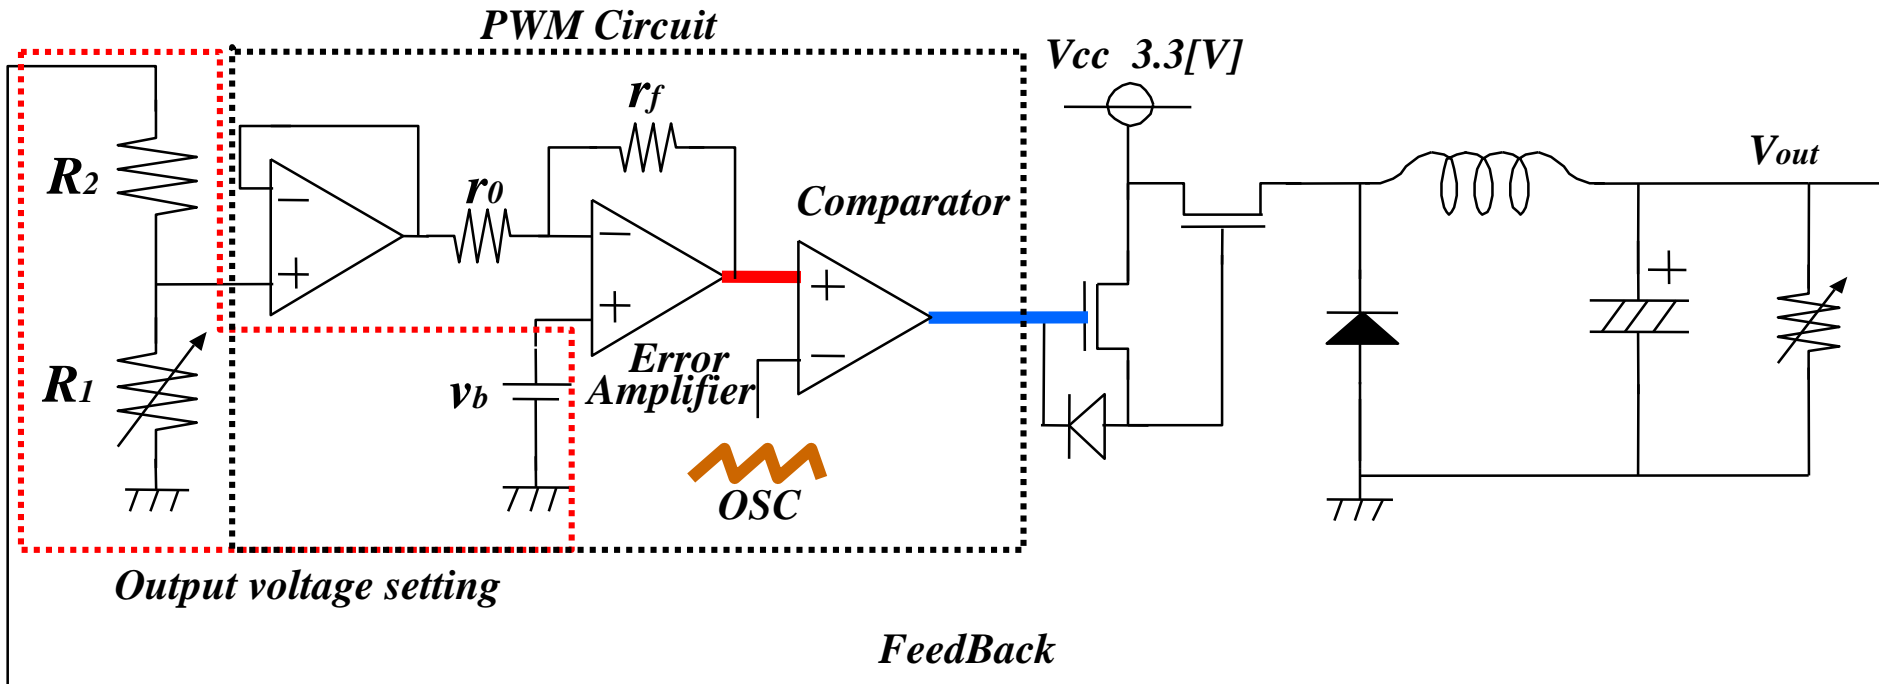 PWM Circuit
Vcc 3.3[V]
rf
R2
r0
Vout
Comparator
R1
vb
Error
Amplifier
OSC
Output voltage setting
FeedBack